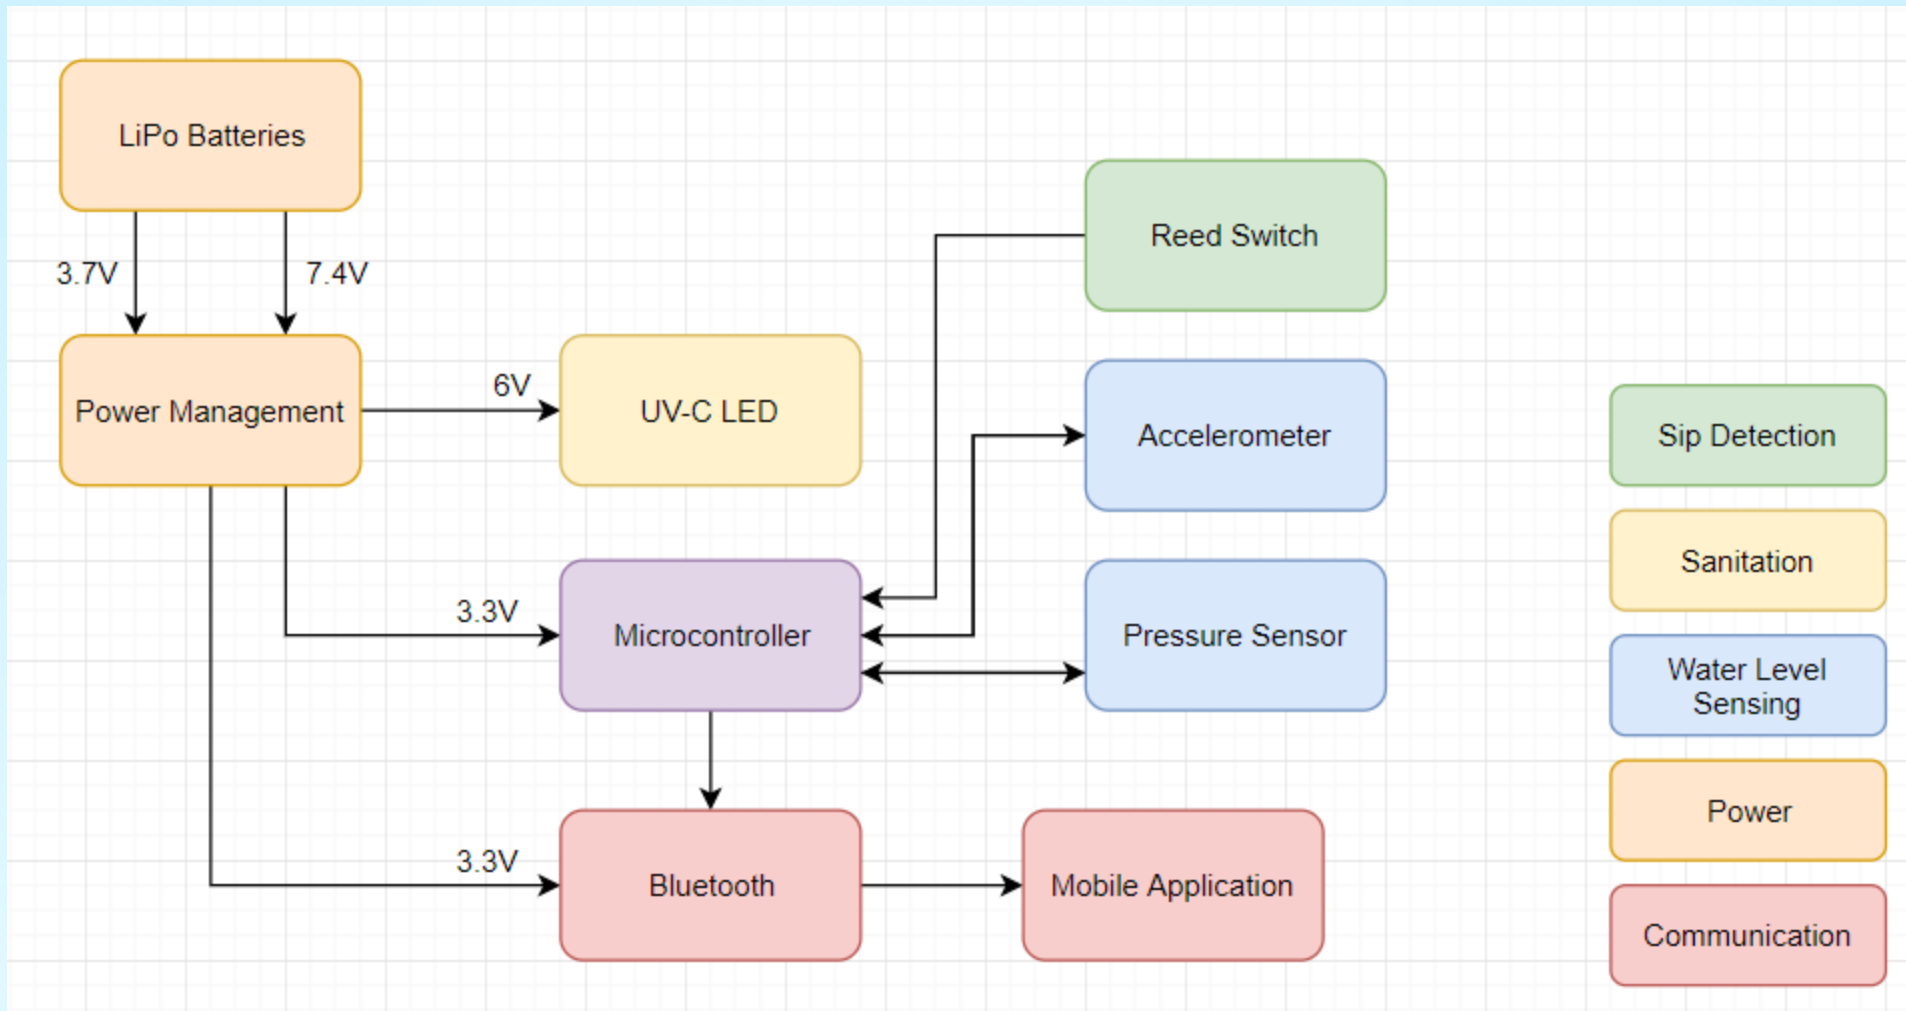 LiPo Batteries
3.7V
7.4V
Power Management
6V
UV-C LED
Reed Switch
Accelerometer
3.3V
Microcontroller
Pressure Sensor
3.3V
Bluetooth
Mobile Application
Sip Detection
Sanitation
Water Level
Sensing
Power
Communication